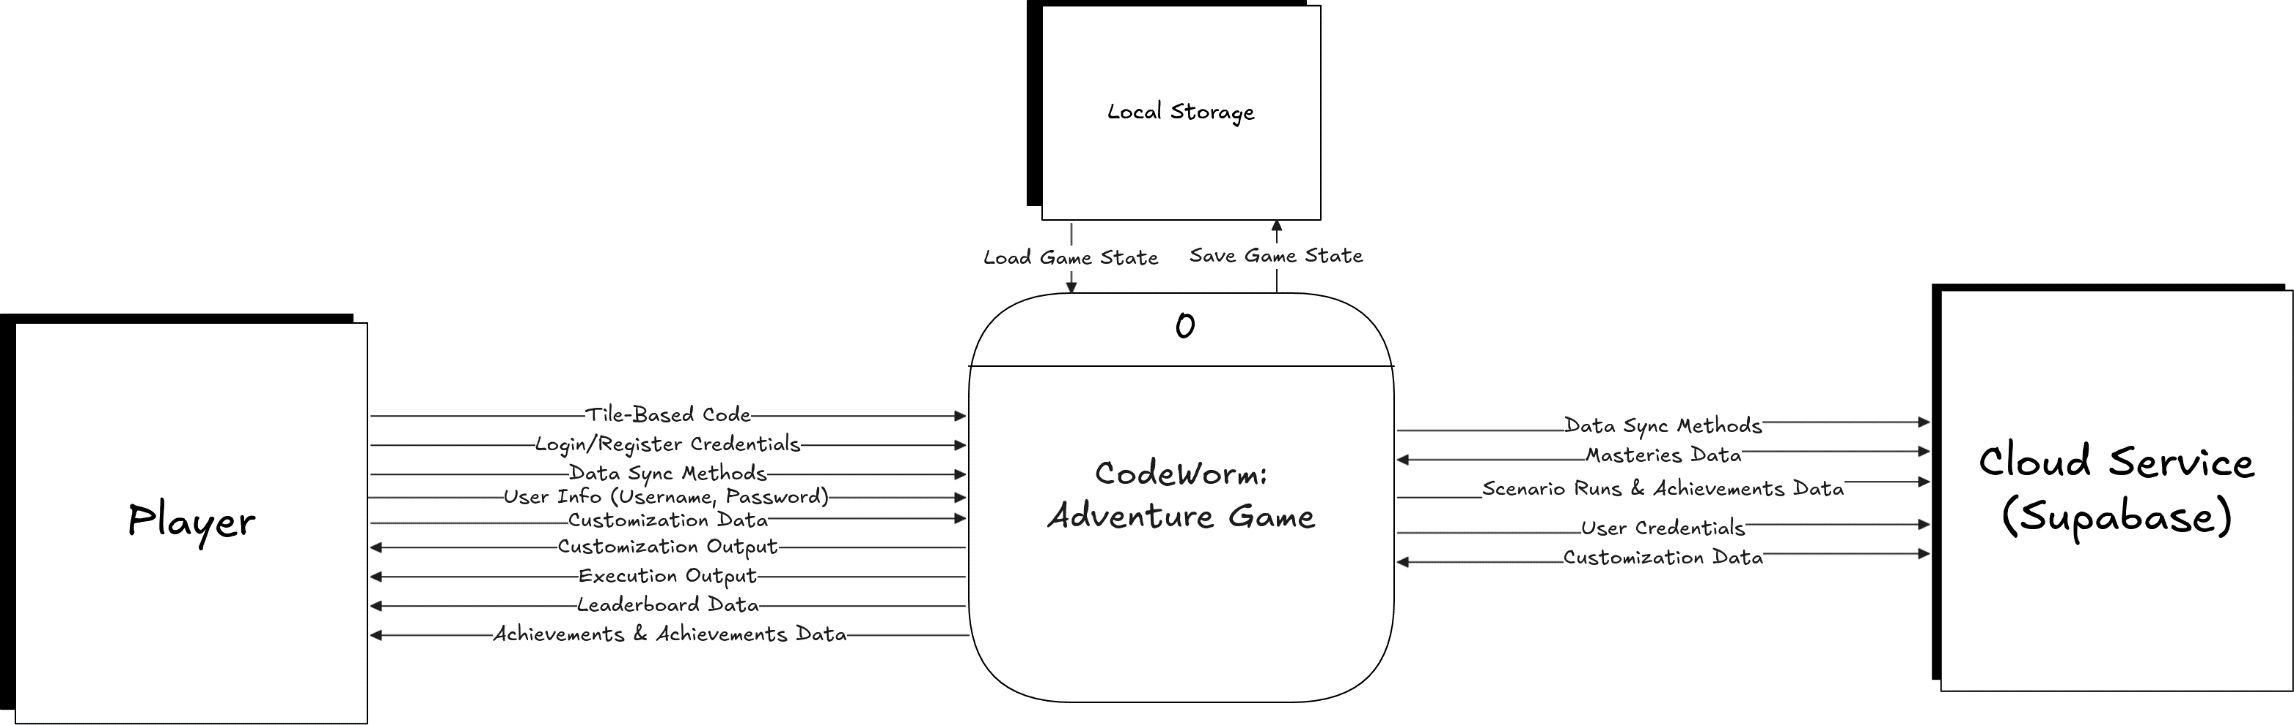 Local Storage
Load Game State
Save Game State
0
Player
Tile-Based Code
Login/Register Credentials
Data Sync Methods
User Info (Username, Password)
Customization Data
Customization Output
Execution Output
Leaderboard Data
Achievements & Achievements Data
CodeWorm:
Adventure Game
Data Sync Methods
Masteries Data
Scenario Runs & Achievements Data
User Credentials
Customization Data
Cloud Service
(Supabase)